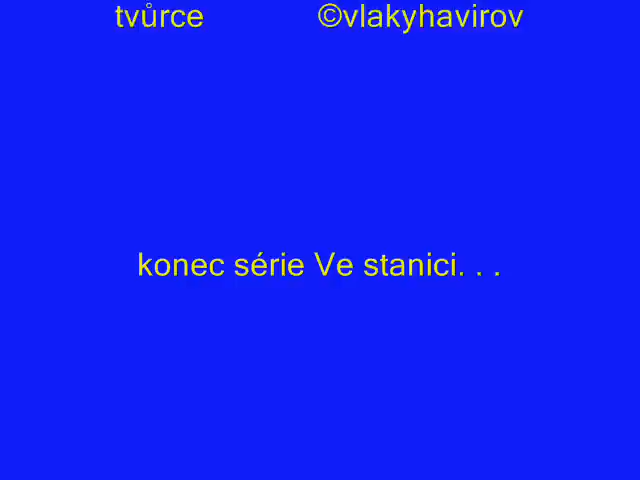 tvůrce ©vlakyhavirov
konec série Ve stanici. . .